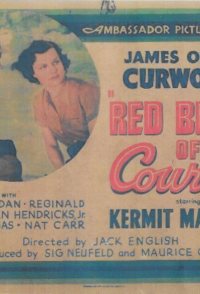 AMBASSADOR PICTU
JAMES O
CURWO
"RED B
OF
Cour
starring
KERMIT MA
WITH
DAN · REGINALD
N HENDRICKS, Jr.
AS · NAT CARR
Directed by JACK ENGLISH
uced by SIG NEUFELD and MAURICE C